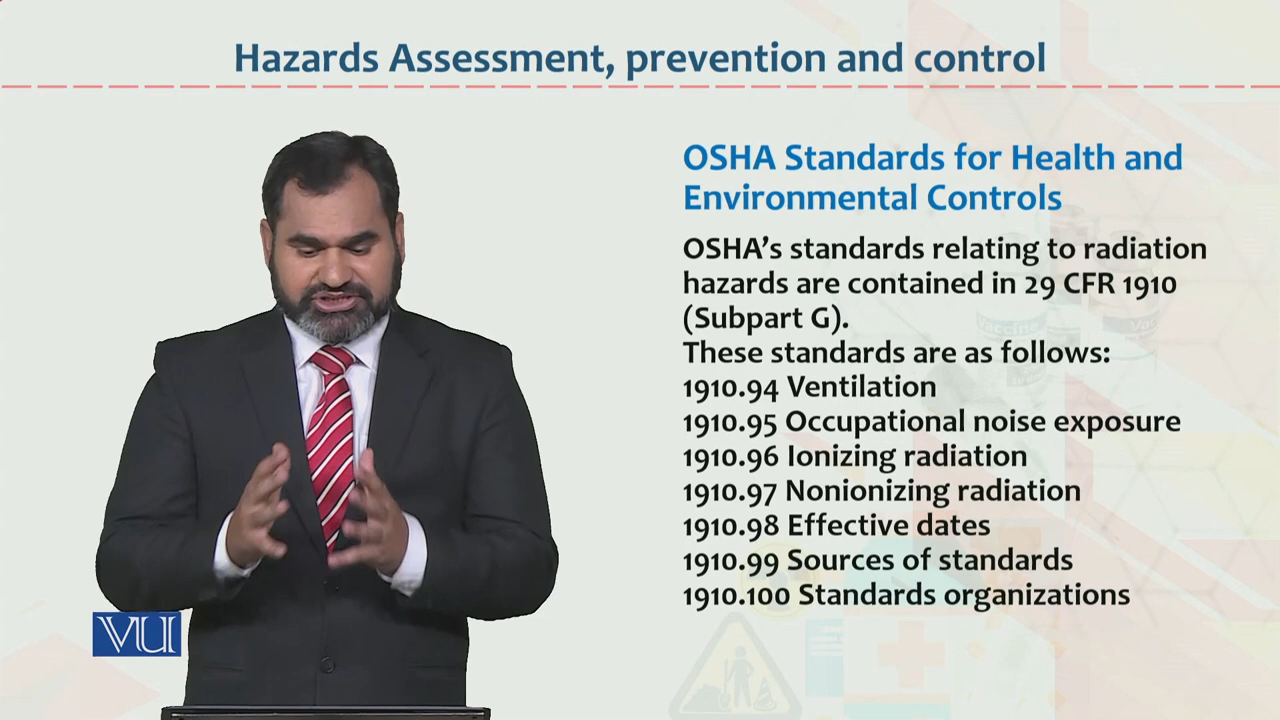 Hazards Assessment, prevention and control
OSHA Standards for Health and
Environmental Controls
OSHA's standards relating to radiation
hazards are contained in 29 CFR 1910
(Subpart G).
These standards are as follows:
1910.94 Ventilation
1910.95 Occupational noise exposure
1910.96 Ionizing radiation
1910.97 Nonionizing radiation
1910.98 Effective dates
1910.99 Sources of standards
1910.100 Standards organizations
VU
Vaccine